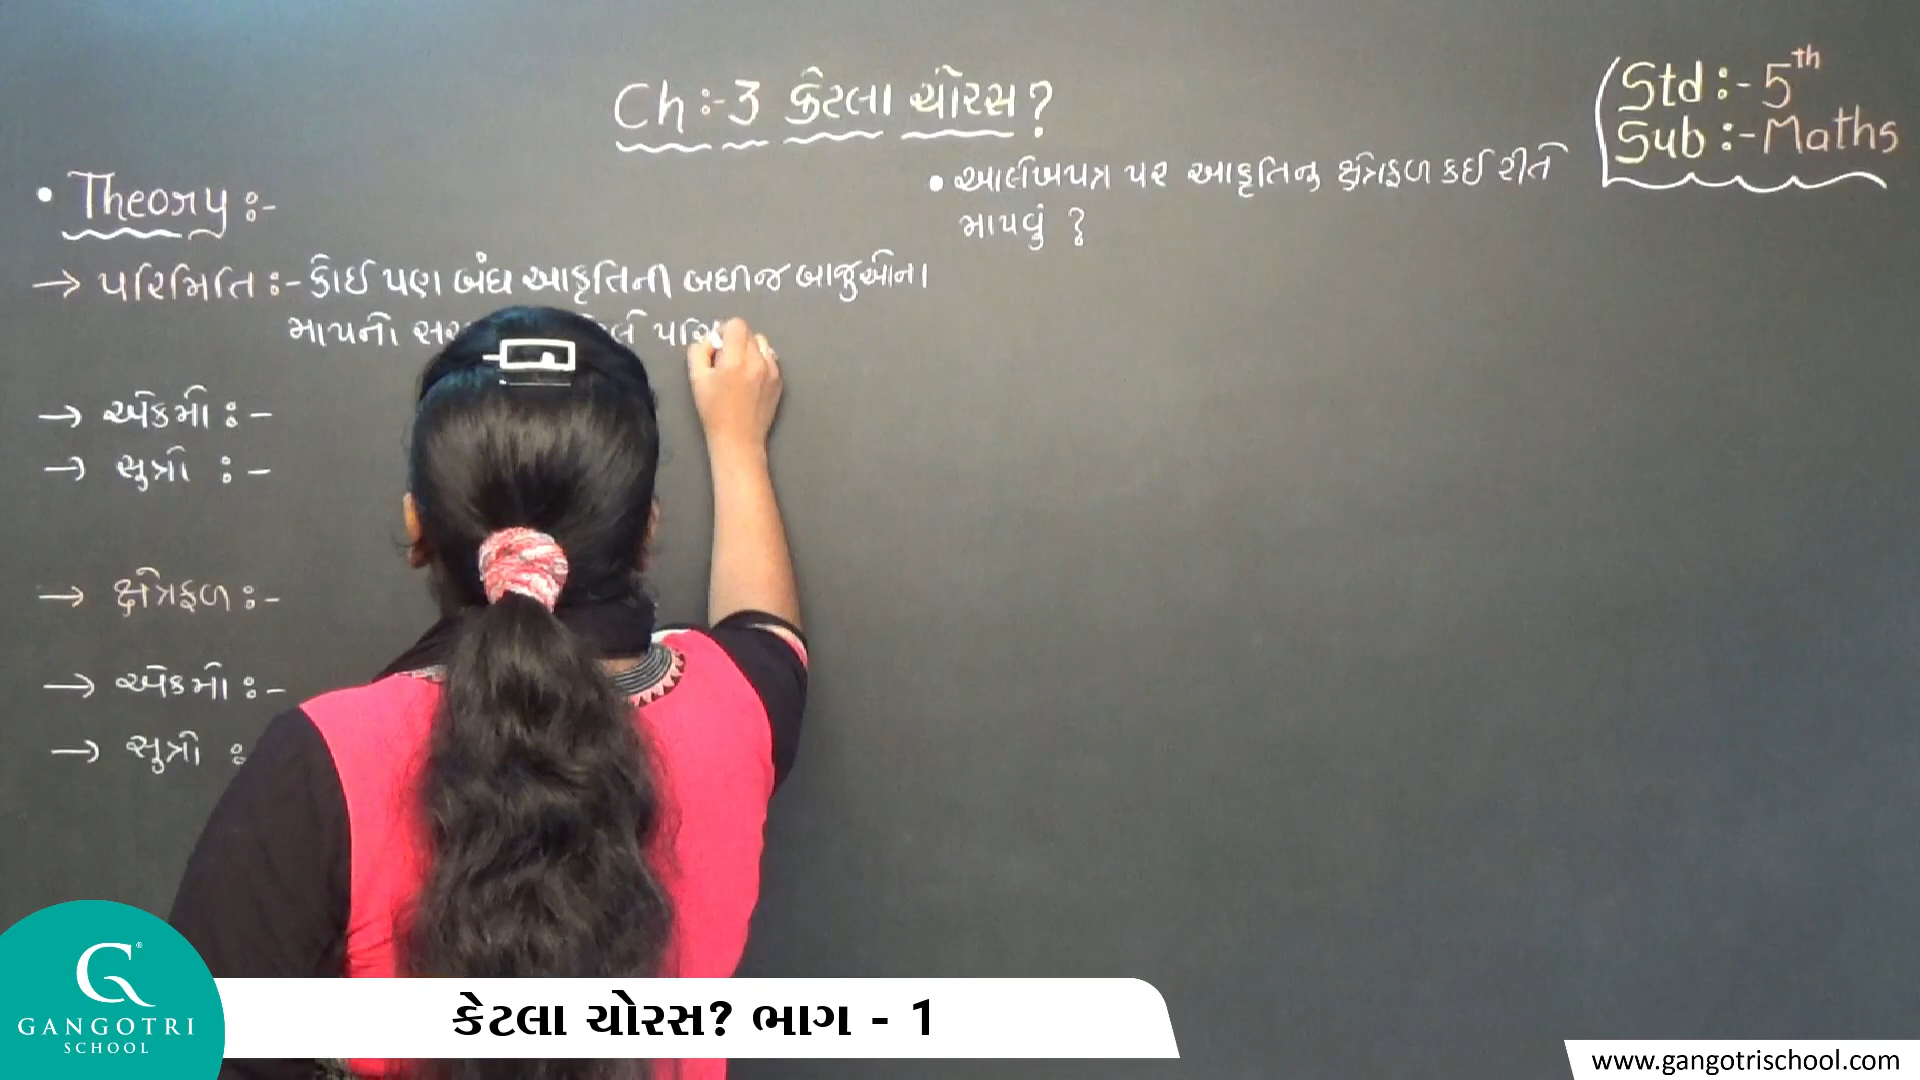 Ch :- 3 કેટલા ચોરસ ?
Std :- 5th
Sub :- Maths
• Theory :-
→ પરિમિતિ :- કોઈ પણ બંધ આકૃતિની બધીજ બાજુઓના
માપનો
→ એકમો :-
→ સુત્રો :-
→ ક્ષેત્રફળ :-
→ એકમો :-
→ સુત્રો :
• આલેખપત્ર પર આકૃતિનુ ક્ષેત્રફળ કઈ રીતે
માપવું ?
GANGOTRI
SCHOOL
કેટલા ચોરસ? ભાગ - 1
www.gangotrischool.com